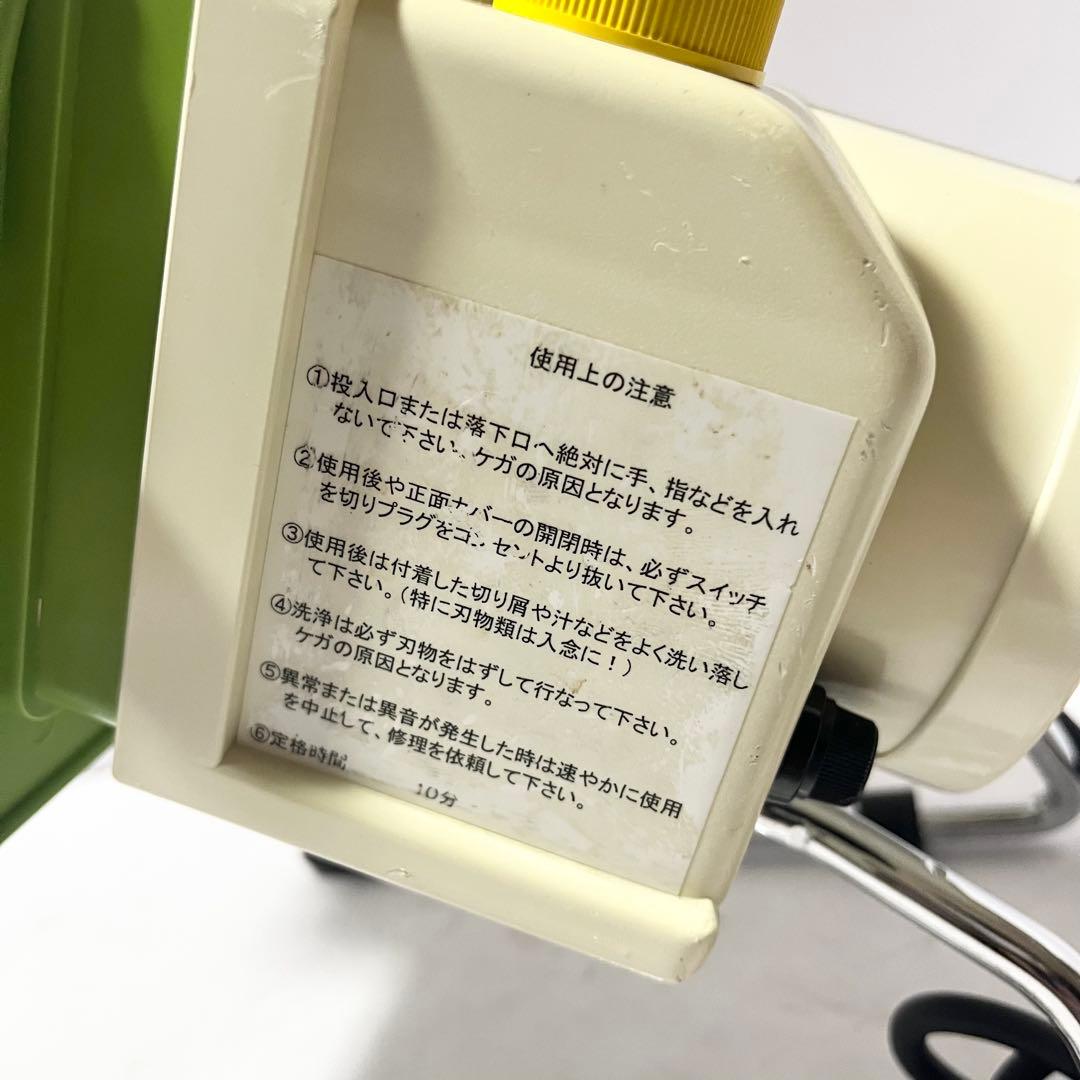 使用上の注意
①投入口または落下口へ絶対に手、指などを入れ
ないで下さい。ケガの原因となります。
②使用後や正面カバーの開閉時は、必ずスイッチ
を切りプラグをコンセントより抜いて下さい。
③使用後は付着した切り屑や汁などをよく洗い落し
て下さい。(特に刃物類は入念に!)
④洗浄は必ず刃物をはずして行なって下さい。
ケガの原因となります。
⑤異常または異音が発生した時は速やかに使用
を中止して、修理を依頼して下さい。
⑥定格時間
10分